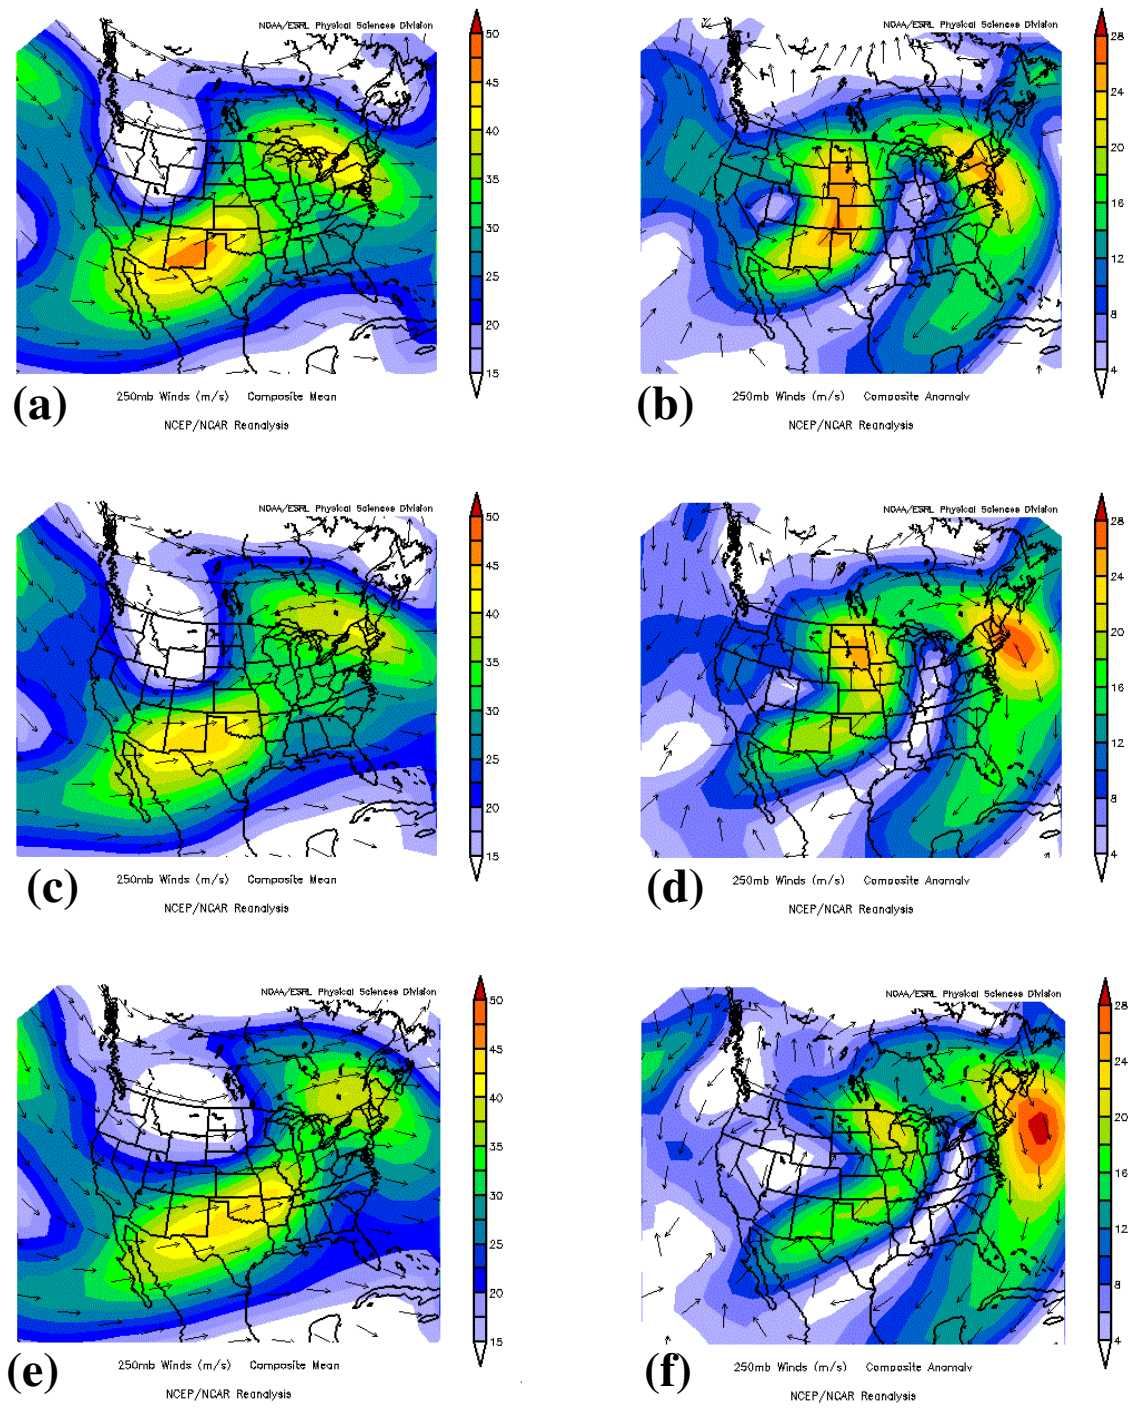 NOAA/ESRL Physical Sciences Division
50
45
40
35
30
25
20
15
(a)
250mb Winds (m/s) Composite Mean
NCEP/NCAR Reanalysis
NOAA/ESRL Physical Sciences Division
28
24
20
16
12
8
4
(b)
250mb Winds (m/s) Composite Anomaly
NCEP/NCAR Reanalysis
NOAA/ESRL Physical Sciences Division
50
45
40
35
30
25
20
15
(c)
250mb Winds (m/s) Composite Mean
NCEP/NCAR Reanalysis
NOAA/ESRL Physical Sciences Division
28
24
20
16
12
8
4
(d)
250mb Winds (m/s) Composite Anomaly
NCEP/NCAR Reanalysis
NOAA/ESRL Physical Sciences Division
50
45
40
35
30
25
20
15
(e)
250mb Winds (m/s) Composite Mean
NCEP/NCAR Reanalysis
NOAA/ESRL Physical Sciences Division
28
24
20
16
12
8
4
(f)
250mb Winds (m/s) Composite Anomaly
NCEP/NCAR Reanalysis